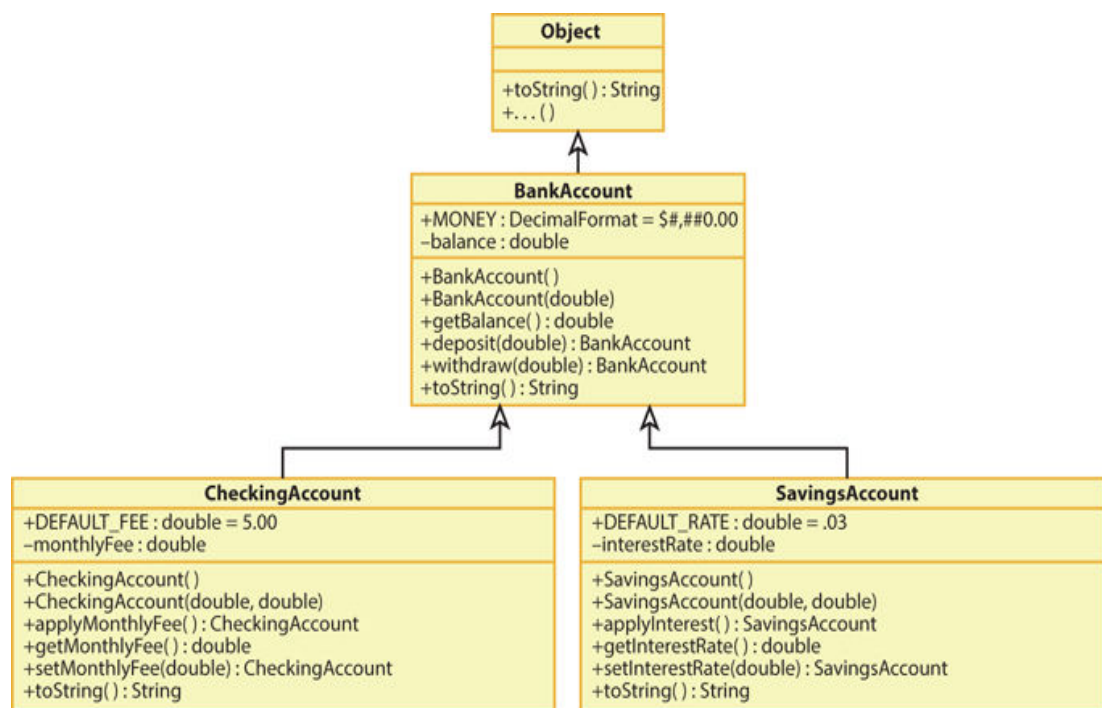 Object
+toString( ) : String
+. . . ( )
BankAccount
+MONEY : DecimalFormat = $#,##0.00
–balance : double
+BankAccount( )
+BankAccount(double)
+getBalance( ) : double
+deposit(double) : BankAccount
+withdraw(double) : BankAccount
+toString( ) : String
CheckingAccount
+DEFAULT_FEE : double = 5.00
–monthlyFee : double
+CheckingAccount( )
+CheckingAccount(double, double)
+applyMonthlyFee( ) : CheckingAccount
+getMonthlyFee( ) : double
+setMonthlyFee(double) : CheckingAccount
+toString( ) : String
SavingsAccount
+DEFAULT_RATE : double = .03
–interestRate : double
+SavingsAccount( )
+SavingsAccount(double, double)
+applyInterest( ) : SavingsAccount
+getInterestRate( ) : double
+setInterestRate(double) : SavingsAccount
+toString( ) : String